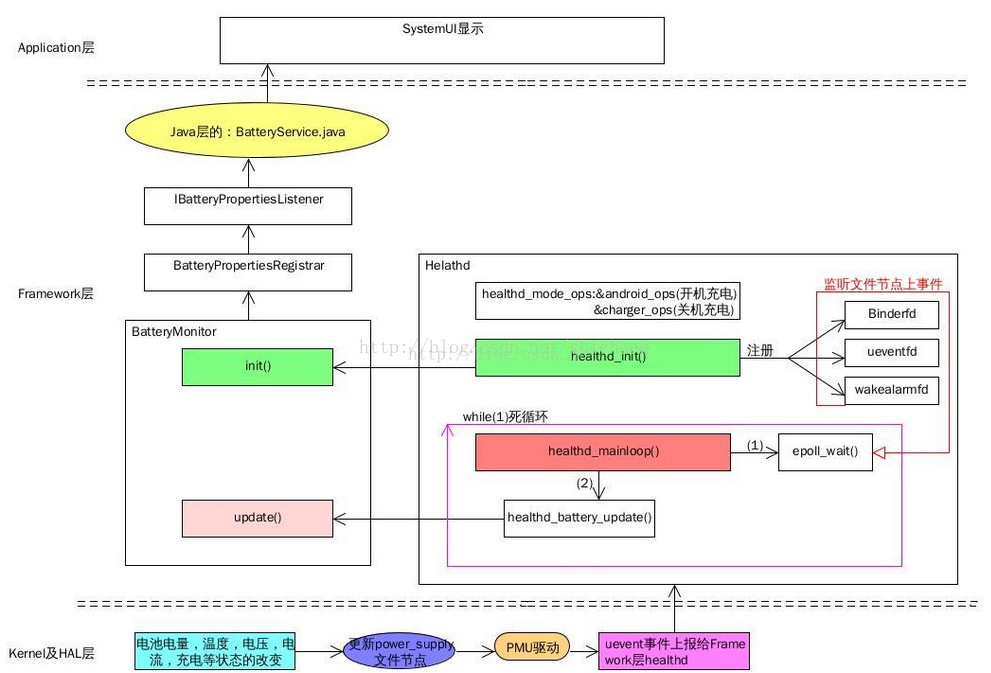 SystemUI显示
Application层
Java层的：BatteryService.java
IBatteryPropertiesListener
BatteryPropertiesRegistrar
Framework层
BatteryMonitor
init()
update()
Helathd
healthd_mode_ops:&android_ops(开机充电)
&charger_ops(关机充电)
监听文件节点上事件
Binderfd
ueventfd
wakealarmfd
healthd_init()
注册
while(1)死循环
healthd_mainloop()
(1)
epoll_wait()
(2)
healthd_battery_update()
Kernel及HAL层
电池电量，温度，电压，电
流，充电等状态的改变
更新power_supply
文件节点
PMU驱动
uevent事件上报给Frame
work层healthd